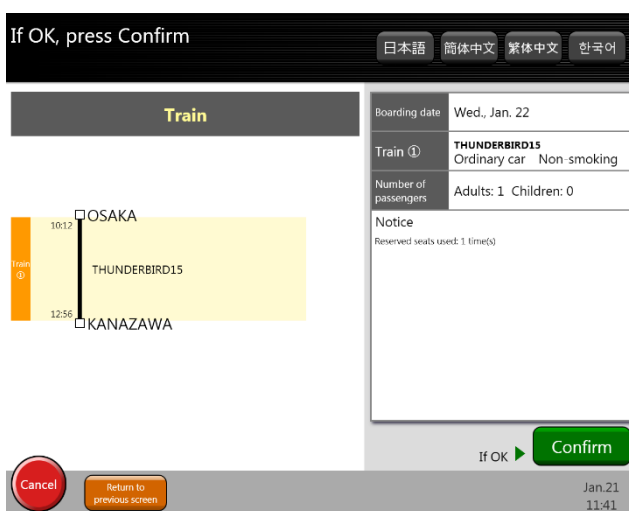 If OK, press Confirm
日本語 简体中文 繁体中文 한국어
Train
10:12 OSAKA
Train
①
THUNDERBIRD15
12:56 KANAZAWA
Boarding date Wed., Jan. 22
Train ① THUNDERBIRD15
Ordinary car Non-smoking
Number of
passengers Adults: 1 Children: 0
Notice
Reserved seats used: 1 time(s)
If OK ▶ Confirm
Cancel
Return to
previous screen
Jan.21
11:41